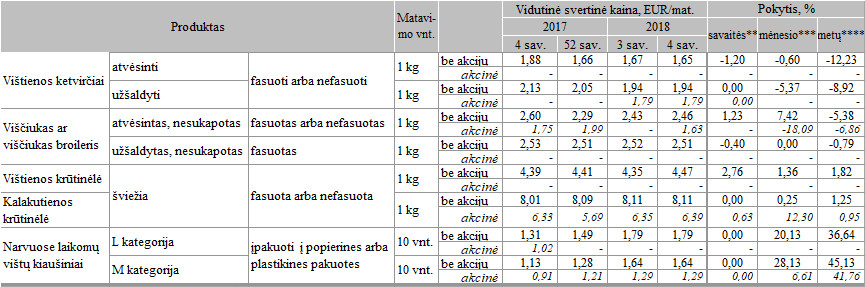 Produktas Matavimo vnt. Vidutinė svertinė kaina, EUR/mat. Pokytis, %
2017 2018 savaitės** mėnesio*** metų****
4 sav. 52 sav. 3 sav. 4 sav.
Vištienos ketvirčiai atvėsinti fasuoti arba nefasuoti 1 kg be akcijų 1,88 1,66 1,67 1,65 -1,20 -0,60 -12,23
akcinė - - - - - - -
užšaldyti 1 kg be akcijų 2,13 2,05 1,94 1,94 0,00 -5,37 -8,92
akcinė - - 1,79 1,79 0,00 - -
Viščiukas ar viščiukas broileris atvėsintas, nesukapotas fasuotas arba nefasuotas 1 kg be akcijų 2,60 2,29 2,43 2,46 1,23 7,42 -5,38
akcinė 1,75 1,99 - 1,63 - -18,09 -6,86
užšaldytas, nesukapotas fasuotas 1 kg be akcijų 2,53 2,51 2,52 2,51 -0,40 0,00 -0,79
akcinė - - - - - - -
Vištienos krūtinėlė šviežia fasuota arba nefasuota 1 kg be akcijų 4,39 4,41 4,35 4,47 2,76 1,36 1,82
akcinė - - - - - - -
Kalakutienos krūtinėlė 1 kg be akcijų 8,01 8,09 8,11 8,11 0,00 0,25 1,25
akcinė 6,33 5,69 6,35 6,39 0,63 12,30 0,95
Narvuose laikomų vištų kiaušiniai L kategorija įpakuoti į popierines arba plastikines pakuotes 10 vnt. be akcijų 1,31 1,49 1,79 1,79 0,00 20,13 36,64
akcinė 1,02 - - - - - -
M kategorija 10 vnt. be akcijų 1,13 1,28 1,64 1,64 0,00 28,13 45,13
akcinė 0,91 1,21 1,29 1,29 0,00 6,61 41,76